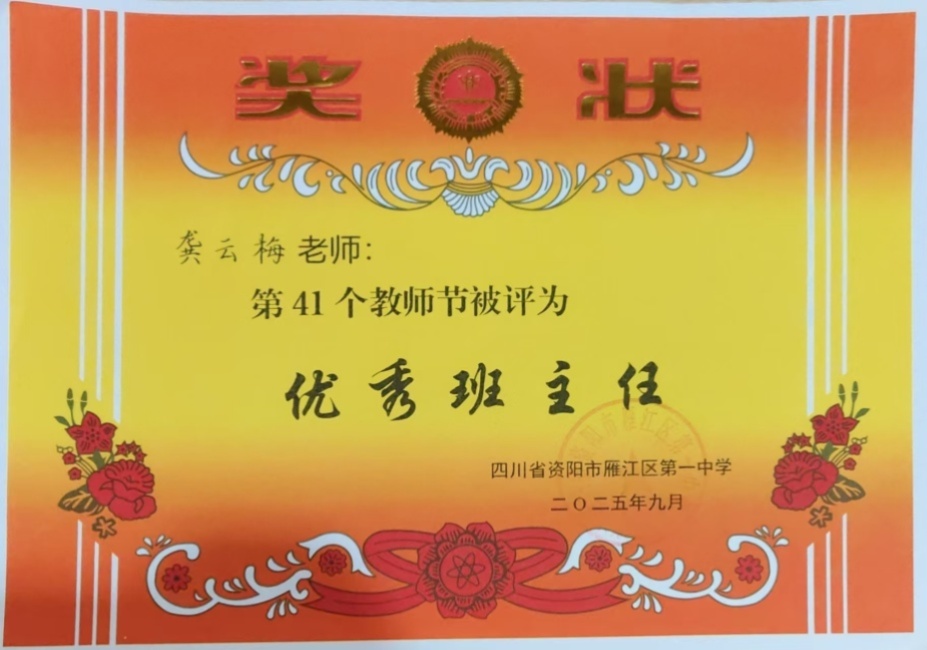 奖状
龚云梅 老师：
第 41 个教师节被评为
优秀班主任
四川省资阳市雁江区第一中学
二〇二五年九月